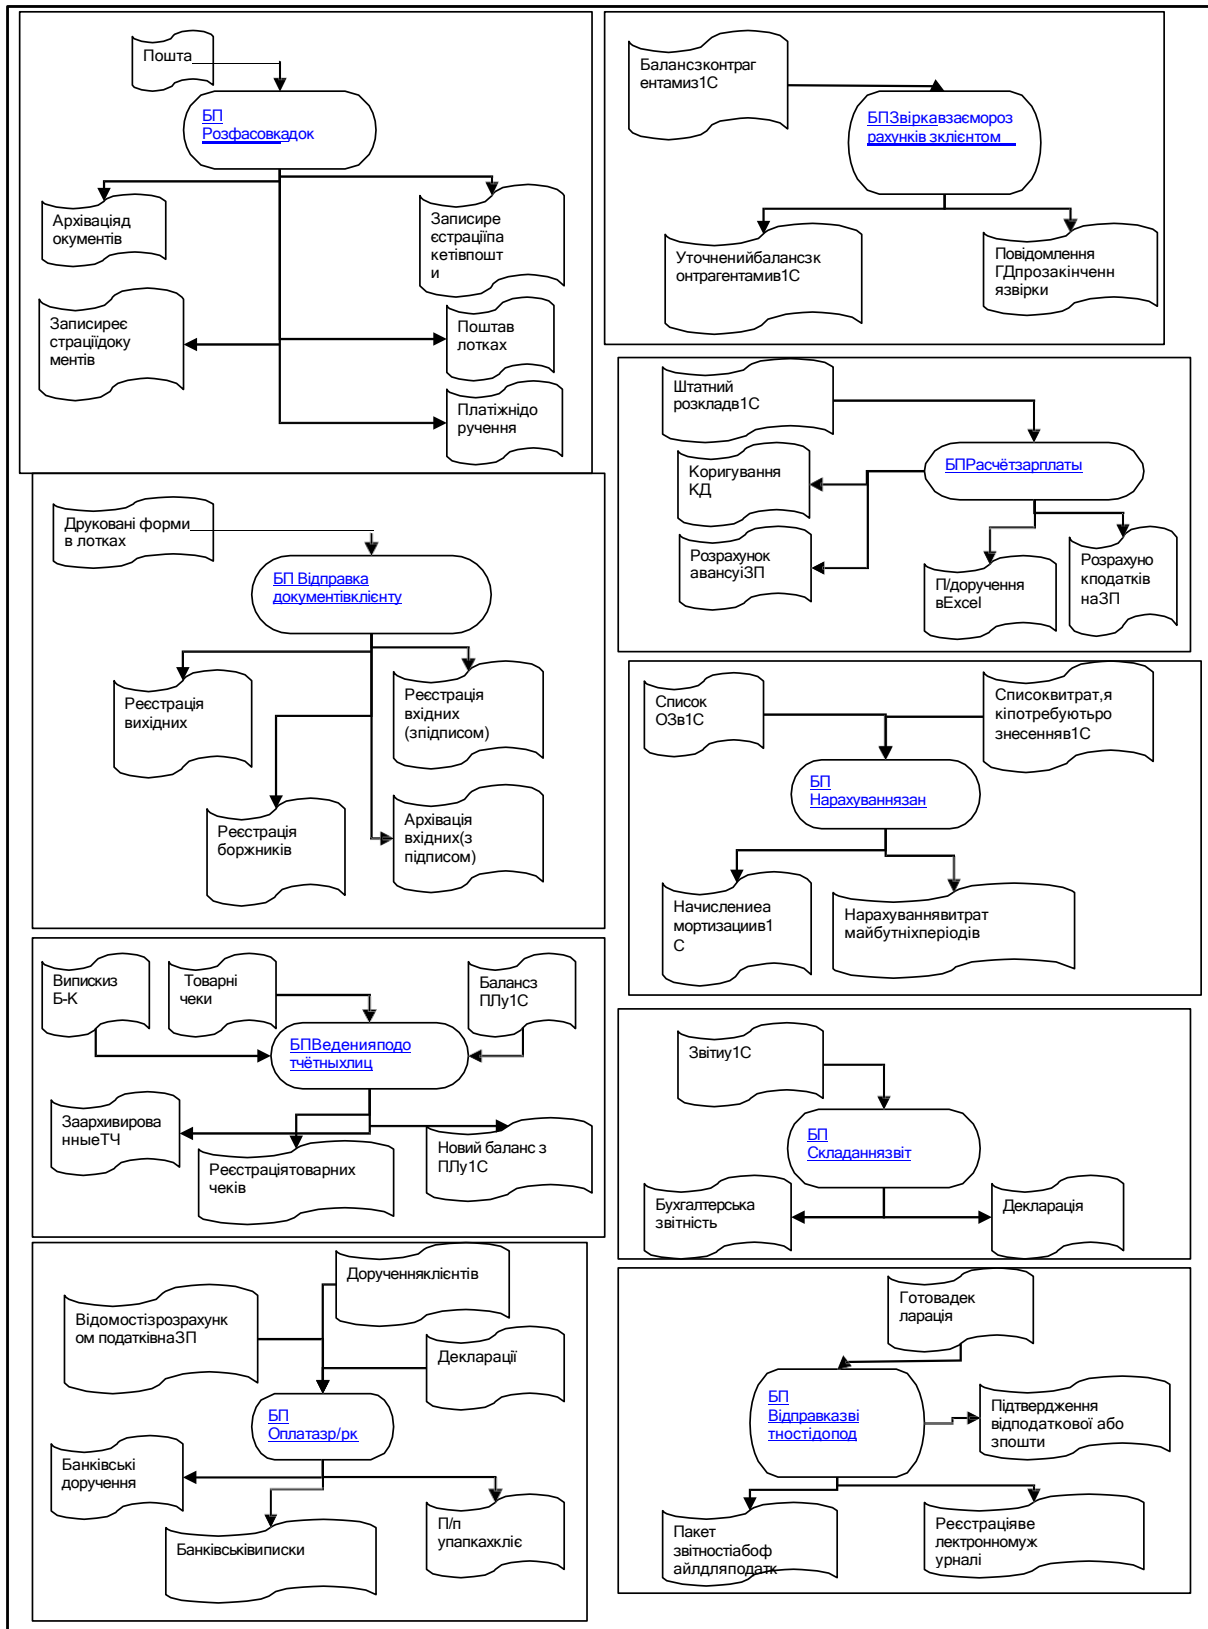 Пошта
БП
Розфасовкадок
Архіваціяд
окументів
Записире
єстраціїпа
кетівпошт
и
Записиреє
страціїдоку
ментів
Поштав
лотках
Платіжнідо
ручення
Балансзконтраг
ентамиз1С
БПЗвіркавзаємороз
рахунків зклієнтом
Уточненийбалансзк
онтрагентамив1С
Повідомлення
ГДпрозакінченн
язвірки
Штатний
розкладв1С
БПРасчётзарплаты
Коригування
КД
Розрахунок
авансуіЗП
П/доручення
вExcel
Розрахуно
кподатків
наЗП
Друковані форми
в лотках
БП Відправка
документівклієнту
Реєстрація
вихідних
Реєстрація
вхідних
(зпідписом)
Реєстрація
боржників
Архівація
вхідних(з
підписом)
Список
ОЗв1С
Списоквитрат,я
кіпотребуютьро
знесенняв1С
БП
Нарахуваннязан
Начислениеа
мортизациив1
С
Нарахуваннявитрат
майбутніхперіодів
Випискиз
Б-К
Товарні
чеки
Балансз
ПЛу1С
БПВеденияподо
тчётныхлиц
Заархивирова
нныеТЧ
Реєстраціятоварних
чеків
Новий баланс з
ПЛу1С
Звітиу1С
БП
Складаннязвіт
Бухгалтерська
звітність
Декларація
Дорученняклієнтів
Відомостізрозрахунк
ом податківнаЗП
Декларації
БП
Оплатазр/рк
Банківські
доручення
Банківськівиписки
П/п
упапкахкліє
Готовадек
ларація
БП
Відправказві
тностідопод
Підтвердження
відподаткової або
зпошти
Пакет
звітностіабоф
айлдляподатк
Реєстраціяве
лектронномуж
урналі